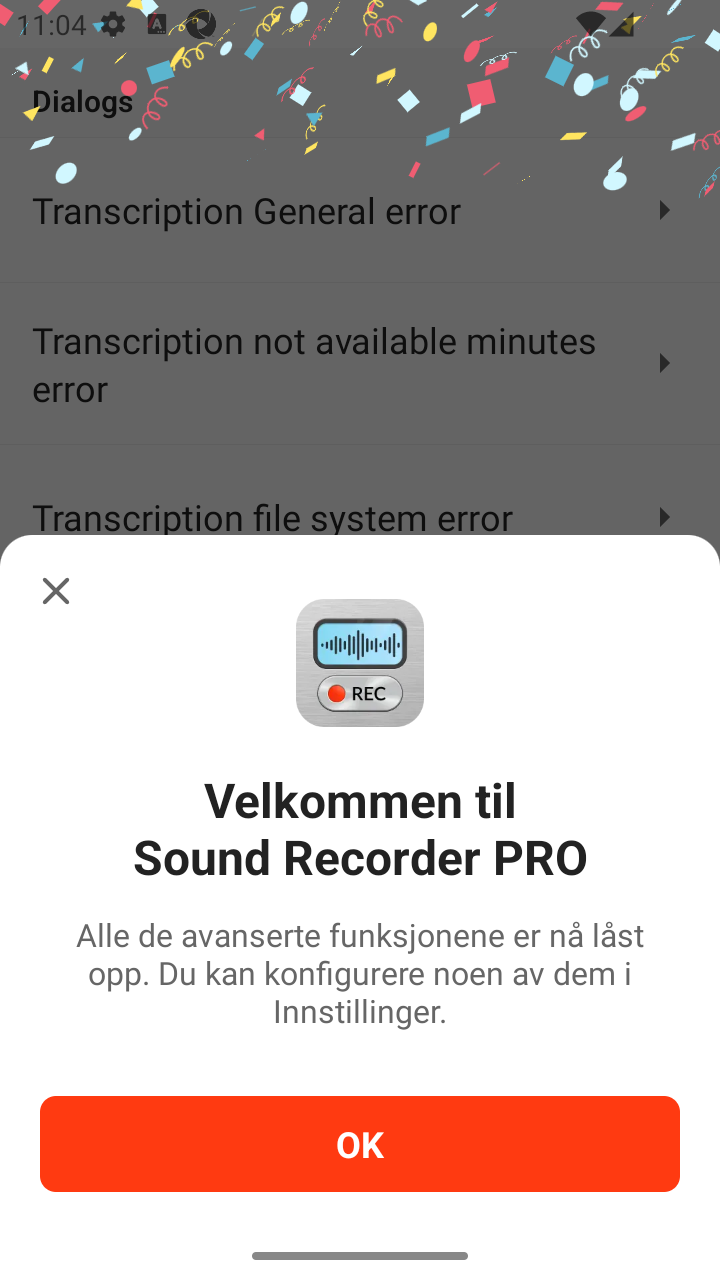 11:04
Dialogs
Transcription General error
Transcription not available minutes
error
Transcription file system error
REC
Velkommen til
Sound Recorder PRO
Alle de avanserte funksjonene er nå låst
opp. Du kan konfigurere noen av dem i
Innstillinger.
OK